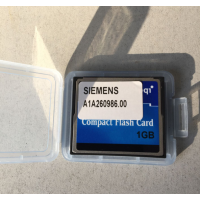 SIEMENS
A1A260986.00
Compact Flash Card
1GB